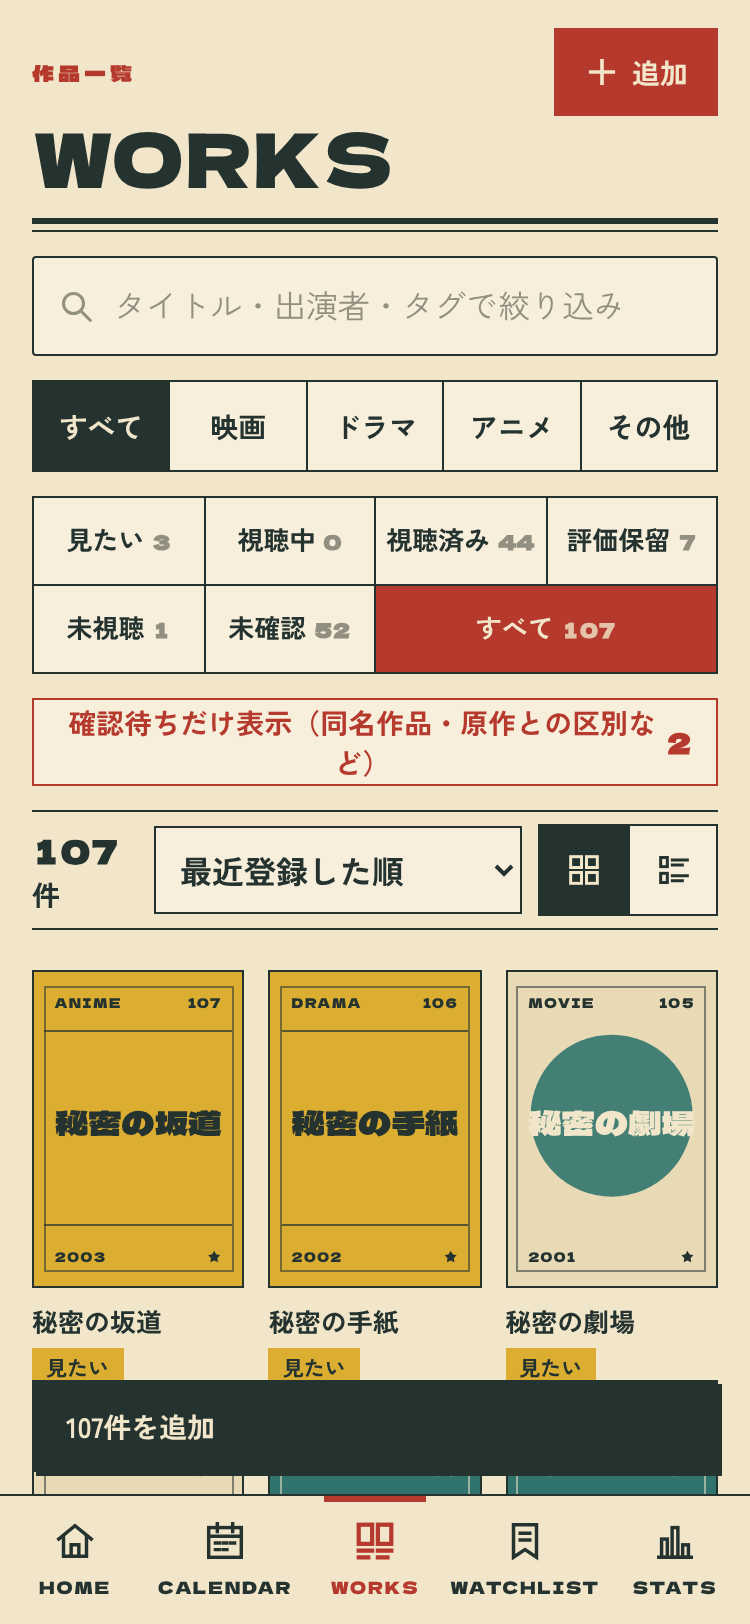 作品一覧
追加
WORKS
タイトル・出演者・タグで絞り込み
すべて 映画 ドラマ アニメ その他
見たい 3 視聴中 0 視聴済み 44 評価保留 7
未視聴 1 未確認 52 すべて 107
確認待ちだけ表示（同名作品・原作との区別な
ど） 2
107
件
最近登録した順
ANIME 107
秘密の坂道
2003
DRAMA 106
秘密の手紙
2002
MOVIE 105
秘密の劇場
2001
秘密の坂道 秘密の手紙 秘密の劇場
見たい 見たい 見たい
107件を追加
HOME CALENDAR WORKS WATCHLIST STATS